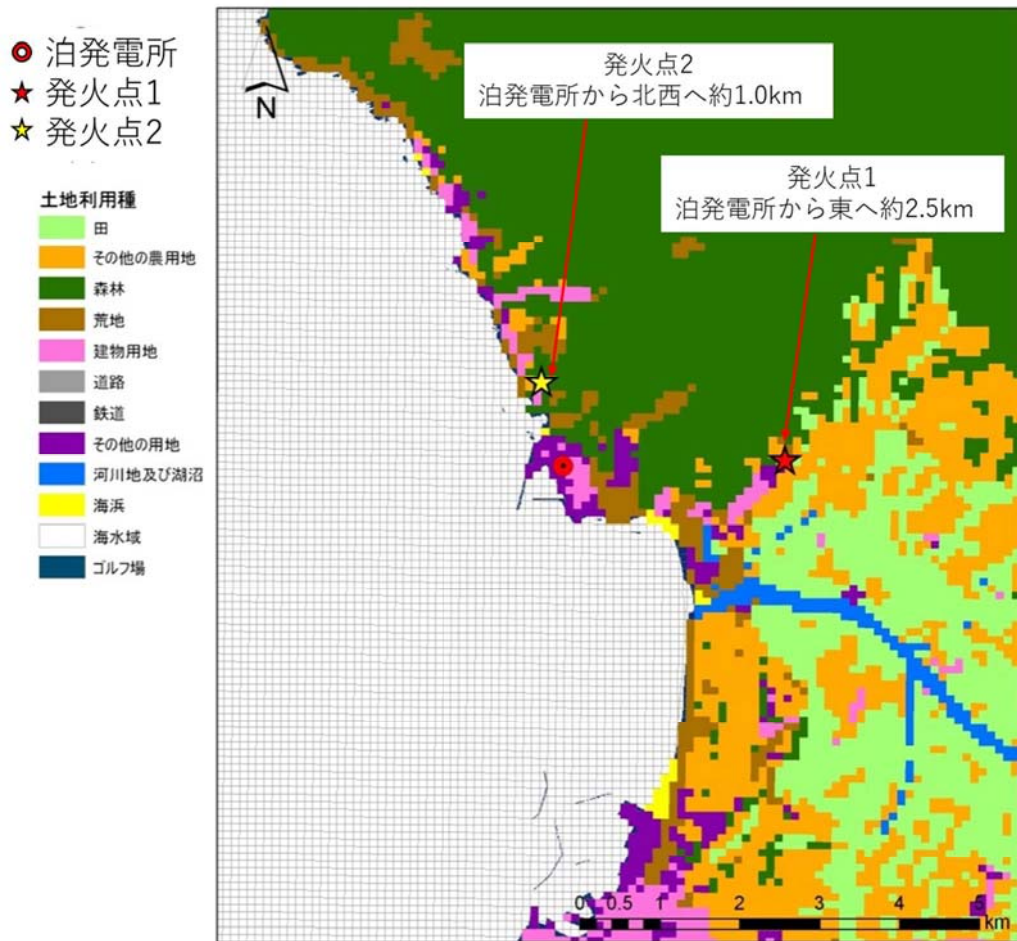 泊発電所
発火点1
発火点2
N
土地利用種
田
その他の農用地
森林
荒地
建物用地
道路
鉄道
その他の用地
河川地及び湖沼
海浜
海水域
ゴルフ場
発火点2
泊発電所から北西へ約1.0km
発火点1
泊発電所から東へ約2.5km
0 0.5 1 2 3 4 5
km